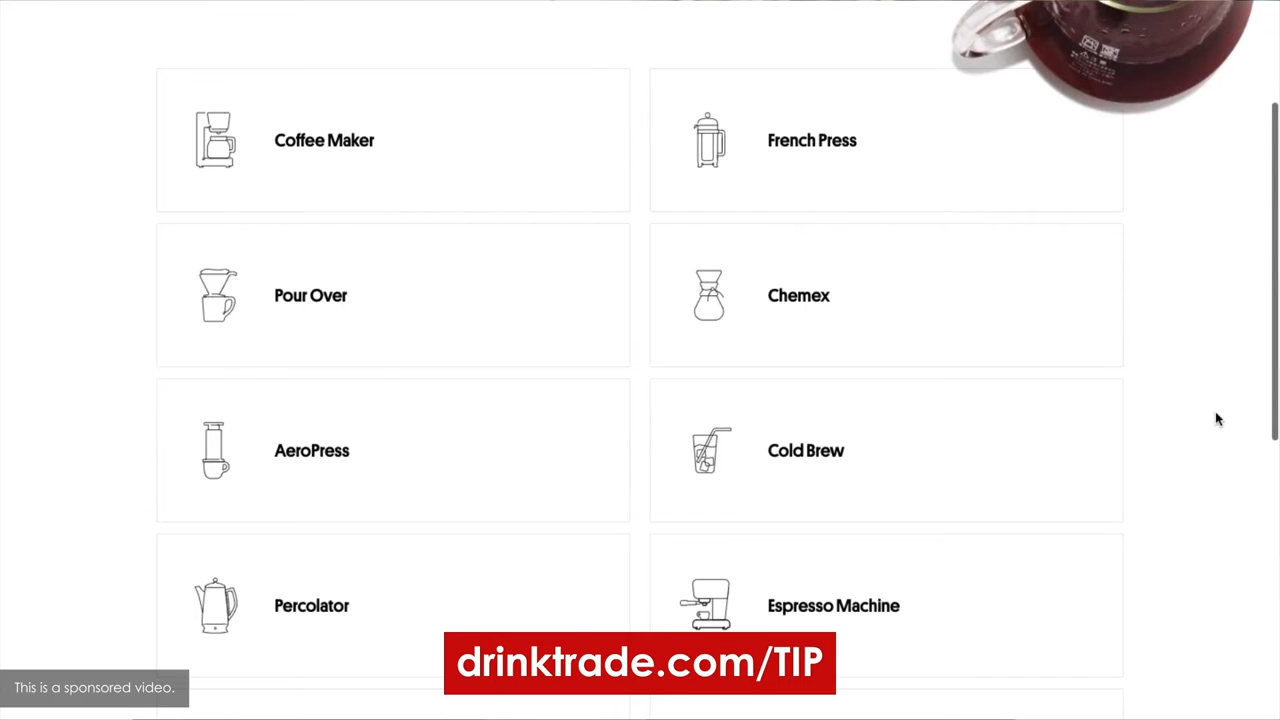 Coffee Maker
French Press
Pour Over
Chemex
AeroPress
Cold Brew
Percolator
Espresso Machine
drinktrade.com/TIP
This is a sponsored video.